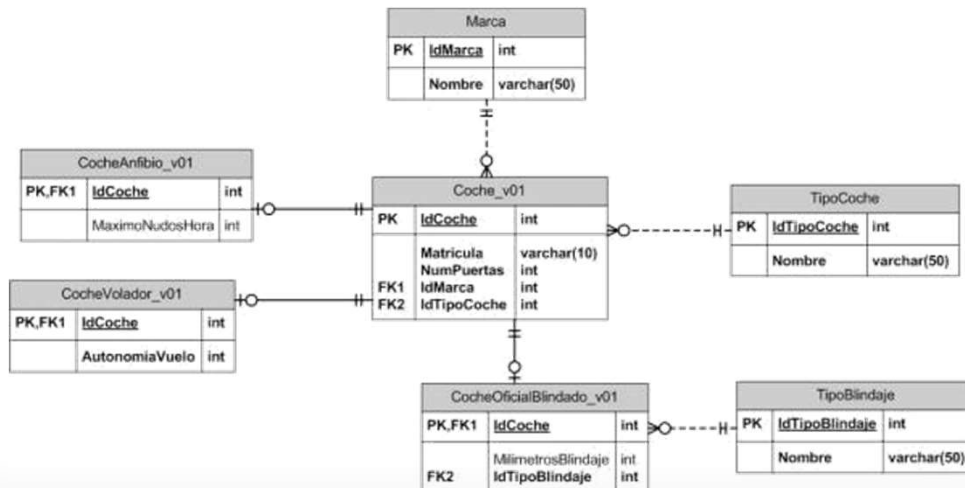 Marca
PK IdMarca int
Nombre varchar(50)
CocheAnfibio_v01
PK,FK1 IdCoche int
MaximoNudosHora int
Coche_v01
PK IdCoche int
Matricula varchar(10)
NumPuertas int
FK1 IdMarca int
FK2 IdTipoCoche int
TipoCoche
PK IdTipoCoche int
Nombre varchar(50)
CocheVolador_v01
PK,FK1 IdCoche int
AutonomiaVuelo int
CocheOficialBlindado_v01
PK,FK1 IdCoche int
MilimetrosBlindaje int
FK2 IdTipoBlindaje int
TipoBlindaje
PK IdTipoBlindaje int
Nombre varchar(50)